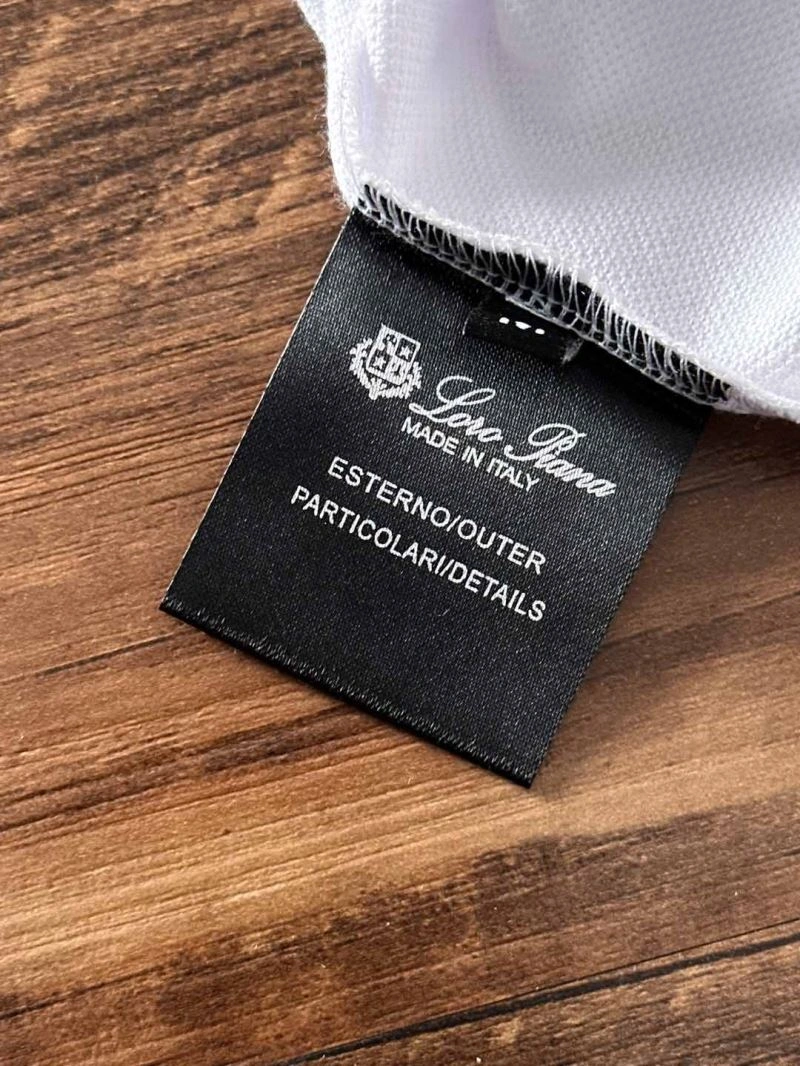 Loro Piana
MADE IN ITALY
ESTERNO/OUTER
PARTICOLARI/DETAILS